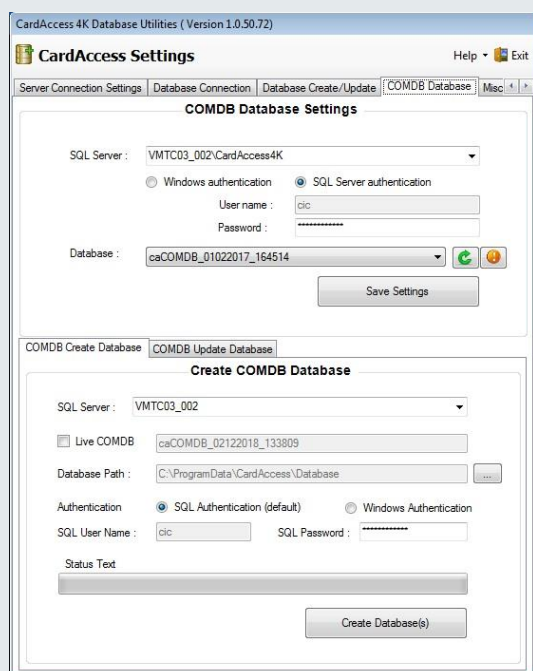 CardAccess 4K Database Utilities ( Version 1.0.50.72)
CardAccess Settings
Help Exit
Server Connection Settings Database Connection Database Create/Update COMDB Database Misc
COMDB Database Settings
SQL Server : VMTC03_002\CardAccess4K
Windows authentication SQL Server authentication
User name : cic
Password : ************
Database : caCOMDB_01022017_164514
Save Settings
COMDB Create Database COMDB Update Database
Create COMDB Database
SQL Server : VMTC03_002
Live COMDB caCOMDB_02122018_133809
Database Path : C:\ProgramData\CardAccess\Database ...
Authentication SQL Authentication (default) Windows Authentication
SQL User Name : cic SQL Password : ************
Status Text
Create Database(s)